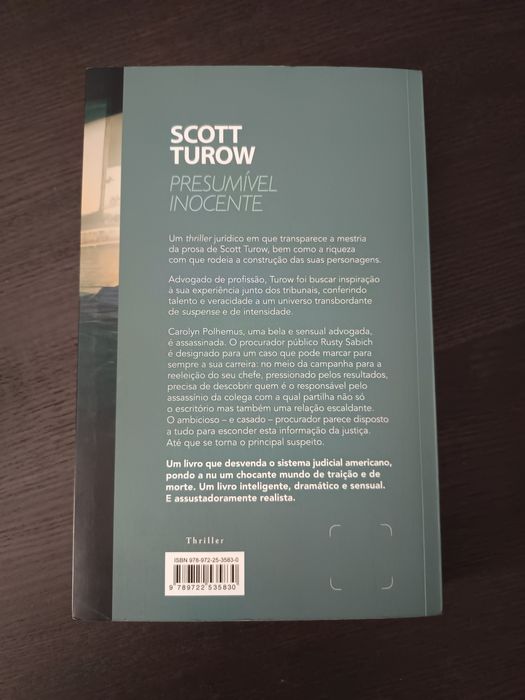 SCOTT
TUROW
PRESUMÍVEL
INOCENTE
Um thriller jurídico em que transparece a mestria
da prosa de Scott Turow, bem como a riqueza
com que rodeia a construção das suas personagens.
Advogado de profissão, Turow foi buscar inspiração
à sua experiência junto dos tribunais, conferindo
talento e veracidade a um universo transbordante
de suspense e de intensidade.
Carolyn Polhemus, uma bela e sensual advogada,
é assassinada. O procurador público Rusty Sabich
é designado para um caso que pode marcar para
sempre a sua carreira: no meio da campanha para a
reeleição do seu chefe, pressionado pelos resultados,
precisa de descobrir quem é o responsável pelo
assassínio da colega com a qual partilha não só
o escritório mas também uma relação escaldante.
O ambicioso – e casado – procurador parece disposto
a tudo para esconder esta informação da justiça.
Até que se torna o principal suspeito.
Um livro que desvenda o sistema judicial americano,
pondo a nu um chocante mundo de traição e de
morte. Um livro inteligente, dramático e sensual.
E assustadoramente realista.
Thriller
ISBN 978-972-25-3583-0
9 789722 535830